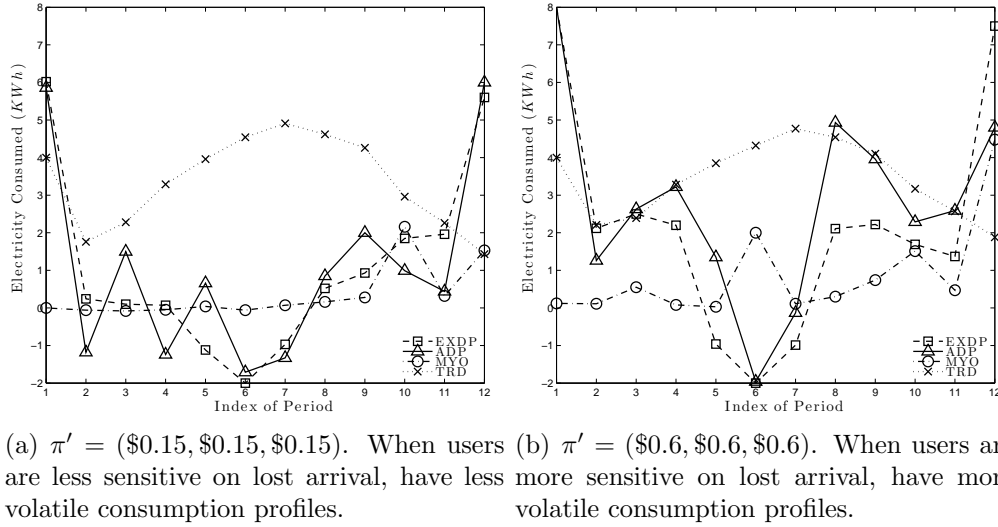 8
7
6
5
4
3
2
1
0
−1
−2
Electricity Consumed (KWh)
1 2 3 4 5 6 7 8 9 10 11 12
Index of Period
EXDP
ADP
MYO
TRD
8
7
6
5
4
3
2
1
0
−1
−2
Electricity Consumed (KWh)
1 2 3 4 5 6 7 8 9 10 11 12
Index of Period
EXDP
ADP
MYO
TRD
(a) π′ = ($0.15, $0.15, $0.15). When users
are less sensitive on lost arrival, have less
volatile consumption profiles.
(b) π′ = ($0.6, $0.6, $0.6). When users
more sensitive on lost arrival, have
volatile consumption profiles.